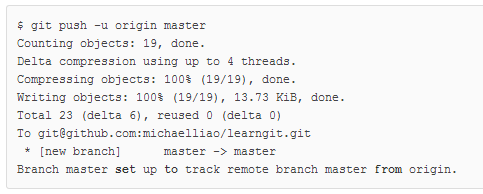 $ git push -u origin master
Counting objects: 19, done.
Delta compression using up to 4 threads.
Compressing objects: 100% (19/19), done.
Writing objects: 100% (19/19), 13.73 KiB, done.
Total 23 (delta 6), reused 0 (delta 0)
To git@github.com:michaelliao/learngit.git
 * [new branch]      master -> master
Branch master set up to track remote branch master from origin.